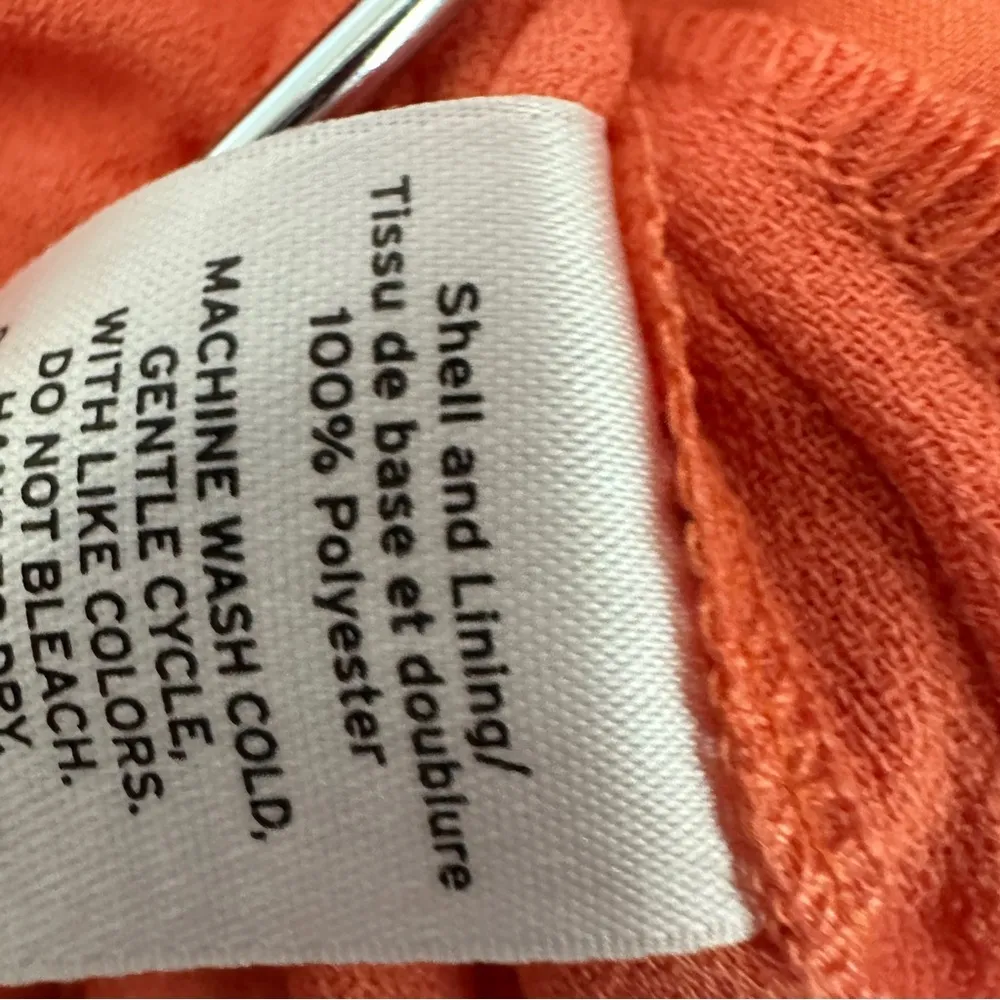 Shell and Lining/
Tissu de base et doublure
100% Polyester
MACHINE WASH COLD,
GENTLE CYCLE,
WITH LIKE COLORS.
DO NOT BLEACH.
DRY.